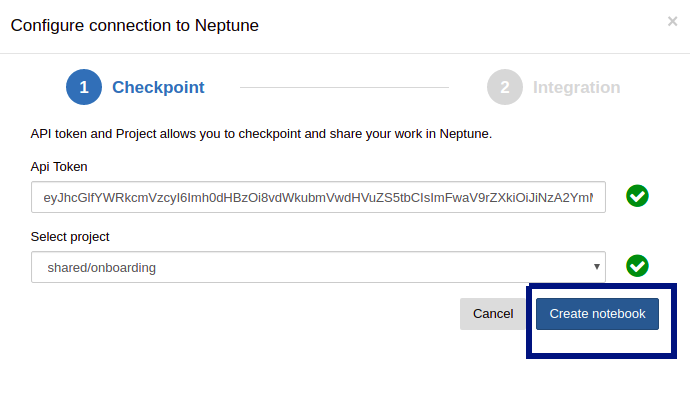 Configure connection to Neptune
×
1 Checkpoint
2 Integration
API token and Project allows you to checkpoint and share your work in Neptune.
Api Token
eyJhcGlfYWRkcmVzcyI6Imh0dHBzOi8vdWkubmVwdHVuZS5tbCIsImFwaV9rZXkiOiJiNzA2YmM
Select project
shared/onboarding
Cancel
Create notebook